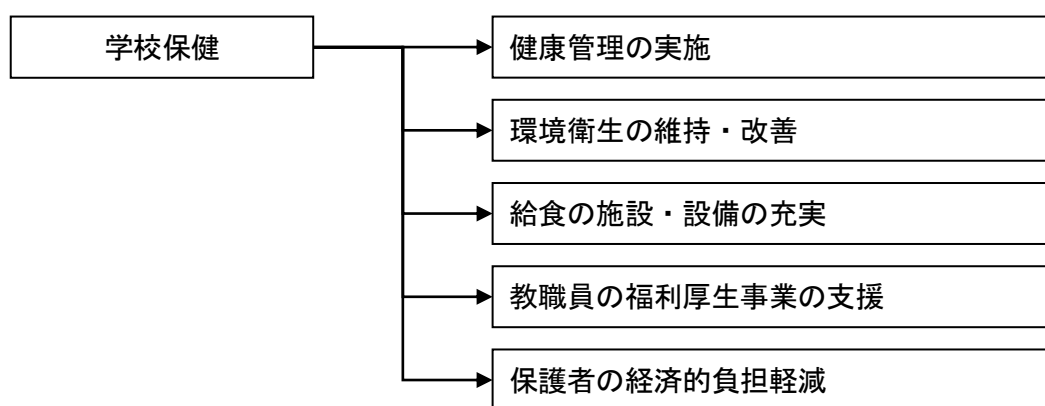 学校保健
健康管理の実施
環境衛生の維持・改善
給食の施設・設備の充実
教職員の福利厚生事業の支援
保護者の経済的負担軽減